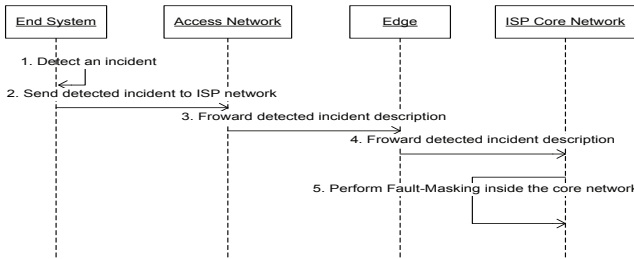 End System
Access Network
Edge
ISP Core Network
1. Detect an incident
2. Send detected incident to ISP network
3. Froward detected incident description
4. Froward detected incident description
5. Perform Fault-Masking inside the core network